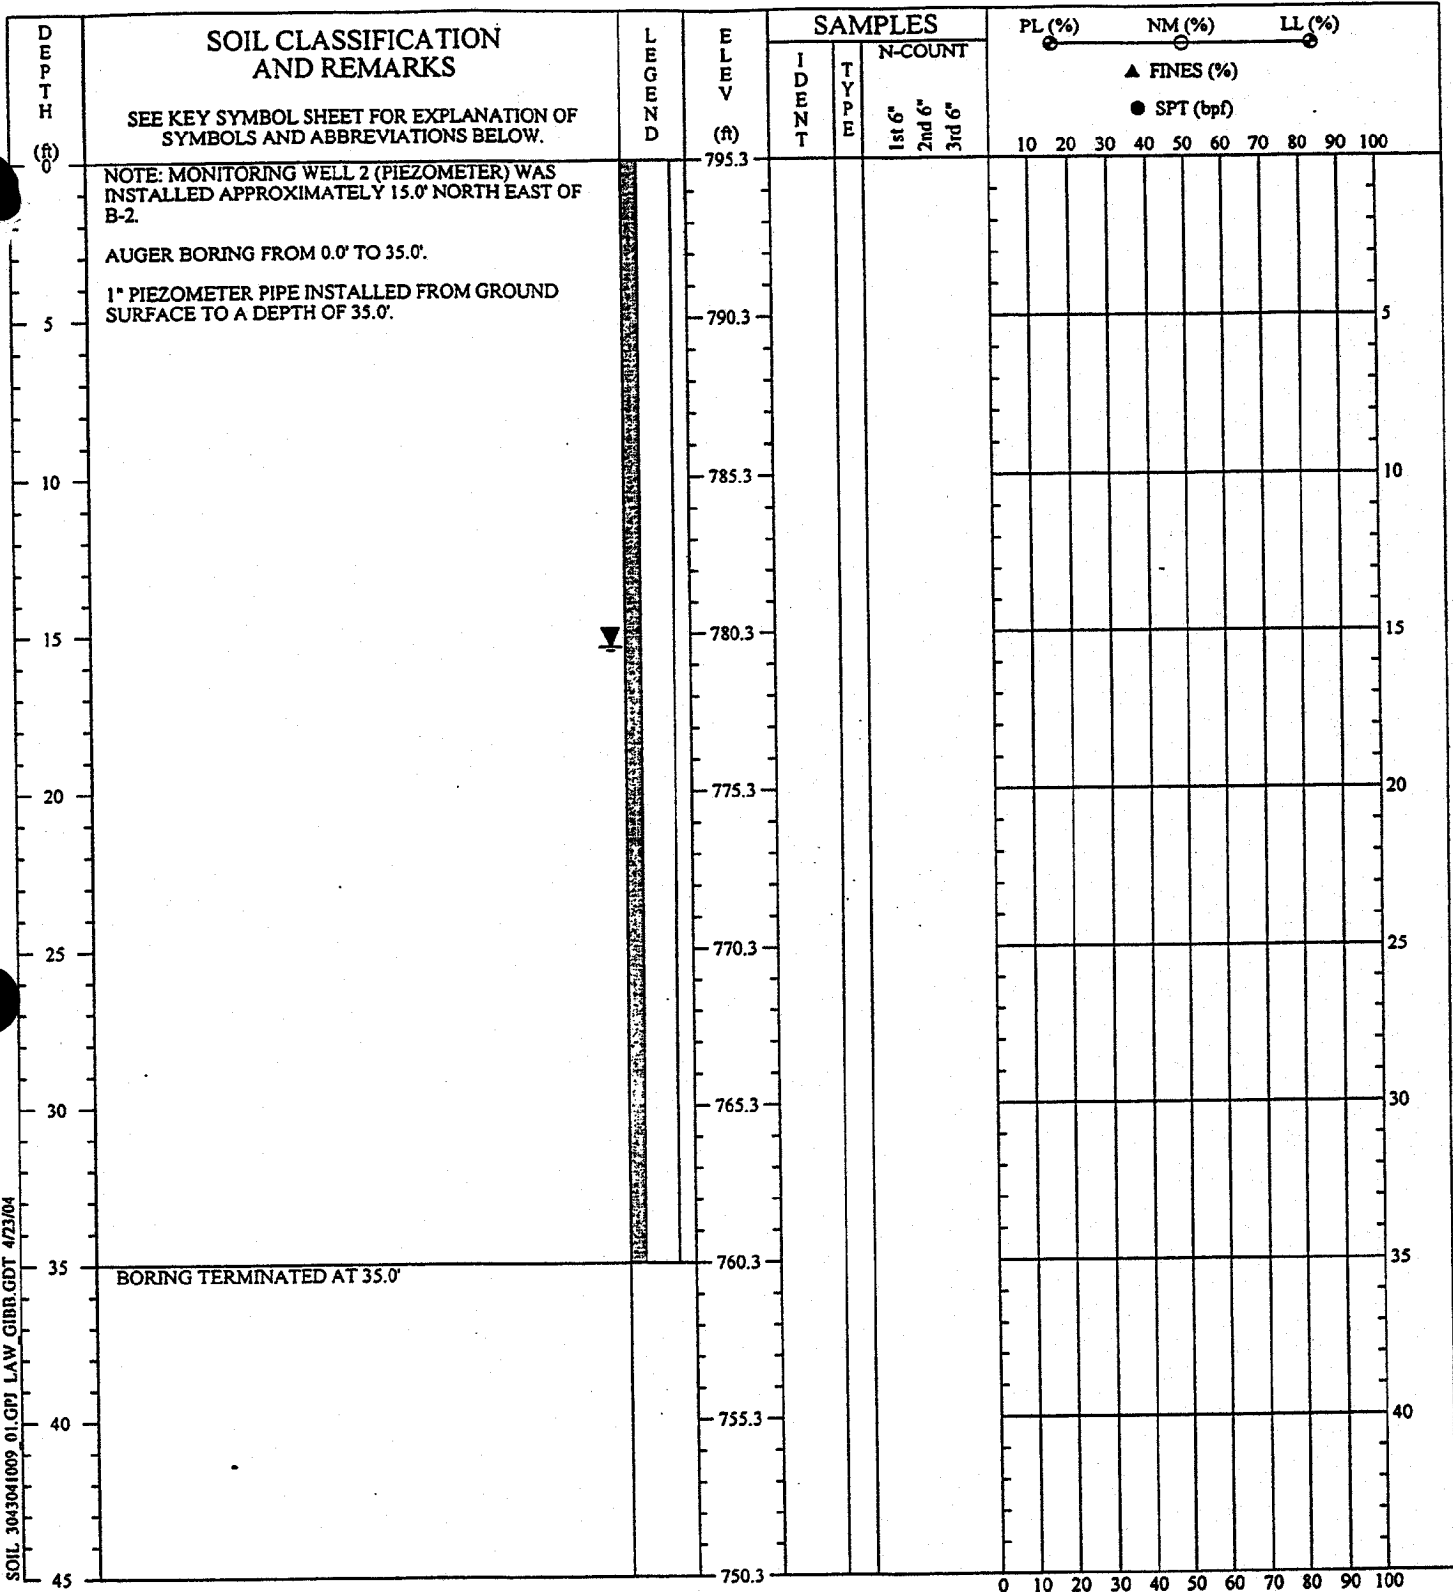 DEPTH (ft)
SOIL CLASSIFICATION
AND REMARKS
SEE KEY SYMBOL SHEET FOR EXPLANATION OF
SYMBOLS AND ABBREVIATIONS BELOW.
LEGEND
ELEV (ft)
SAMPLES
IDENT
TYPE
N-COUNT
1st 6"
2nd 6"
3rd 6"
PL (%) NM (%) LL (%)
▲ FINES (%)
● SPT (bpf)
10 20 30 40 50 60 70 80 90 100
0 795.3
NOTE: MONITORING WELL 2 (PIEZOMETER) WAS
INSTALLED APPROXIMATELY 15.0' NORTH EAST OF
B-2.
AUGER BORING FROM 0.0' TO 35.0'.
1" PIEZOMETER PIPE INSTALLED FROM GROUND
SURFACE TO A DEPTH OF 35.0'.
5 790.3 5
10 785.3 10
15 780.3 15
20 775.3 20
25 770.3 25
30 765.3 30
35 760.3 35
BORING TERMINATED AT 35.0'
40 755.3 40
45 750.3
0 10 20 30 40 50 60 70 80 90 100
SOIL 3043041009_01.GPJ LAW_GIBB.GDT 4/23/04